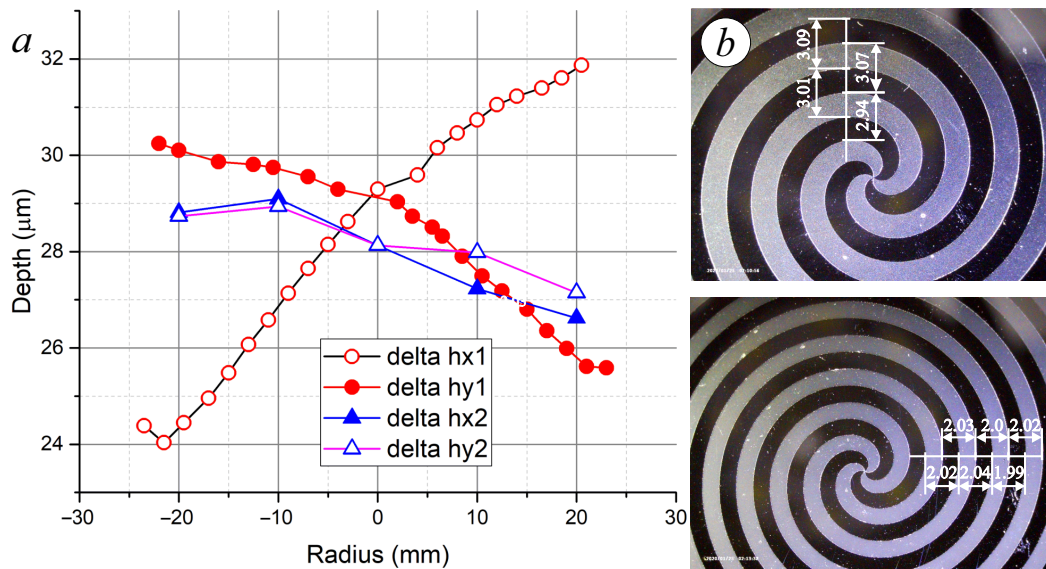 a
32
30
28
26
24
Depth (μm)
−30
−20
−10
0
10
20
30
Radius (mm)
delta hx1
delta hy1
delta hx2
delta hy2
b
3.09
3.01
3.07
2.94
2.03
2.0
2.02
2.02
2.04
1.99